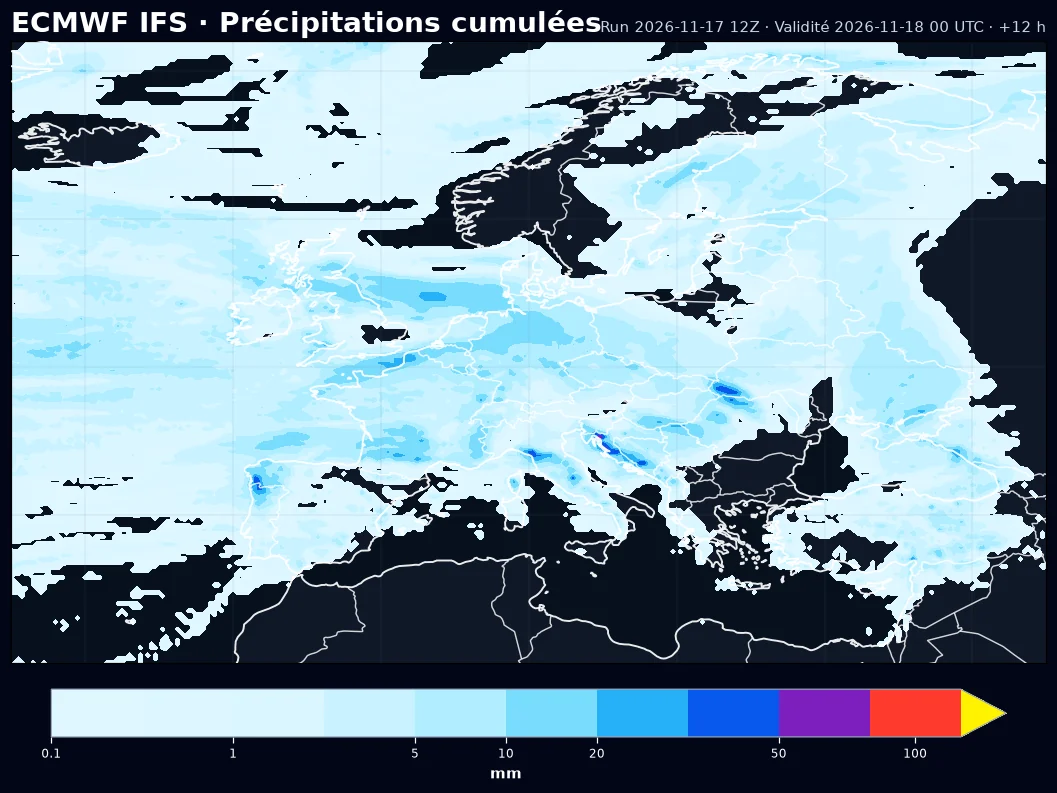 ECMWF IFS · Précipitations cumulées Run 2026-11-17 12Z · Validité 2026-11-18 00 UTC · +12 h
0.1 1 5 10 20 50 100
mm